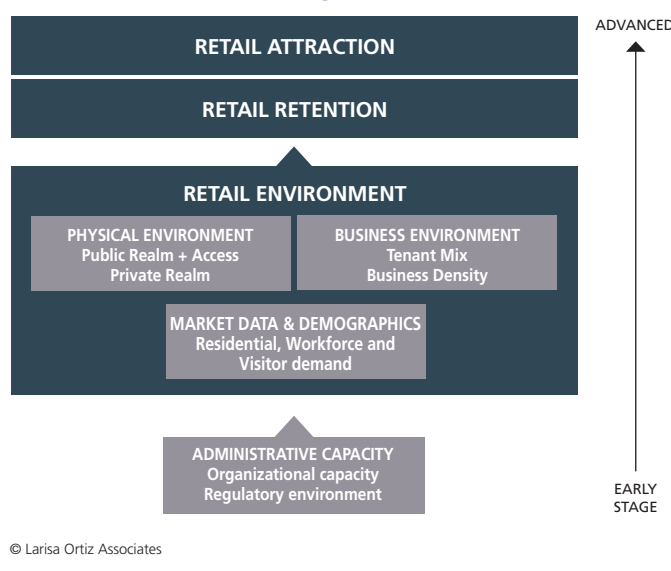 ADVANCED
RETAIL ATTRACTION
RETAIL RETENTION
RETAIL ENVIRONMENT
PHYSICAL ENVIRONMENT
Public Realm + Access
Private Realm
BUSINESS ENVIRONMENT
Tenant Mix
Business Density
MARKET DATA & DEMOGRAPHICS
Residential, Workforce and
Visitor demand
ADMINISTRATIVE CAPACITY
Organizational capacity
Regulatory environment
EARLY
STAGE
© Larisa Ortiz Associates